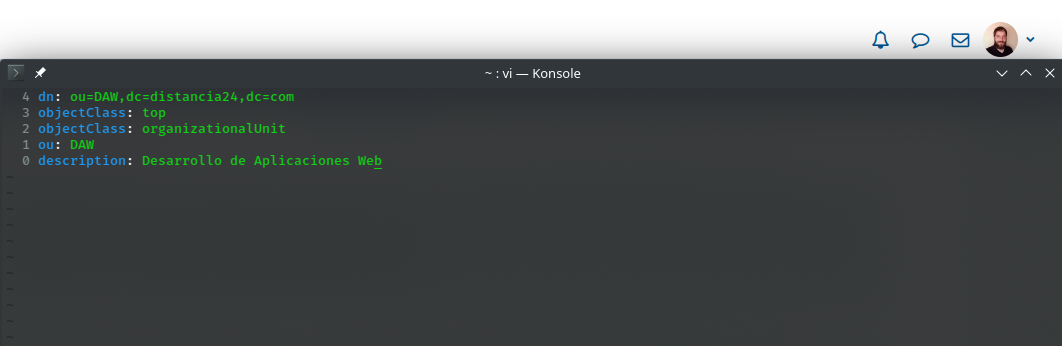 ~ : vi — Konsole
4 dn: ou=DAW,dc=distancia24,dc=com
3 objectClass: top
2 objectClass: organizationalUnit
1 ou: DAW
0 description: Desarrollo de Aplicaciones Web
~
~
~
~
~
~
~
~
~
~
~